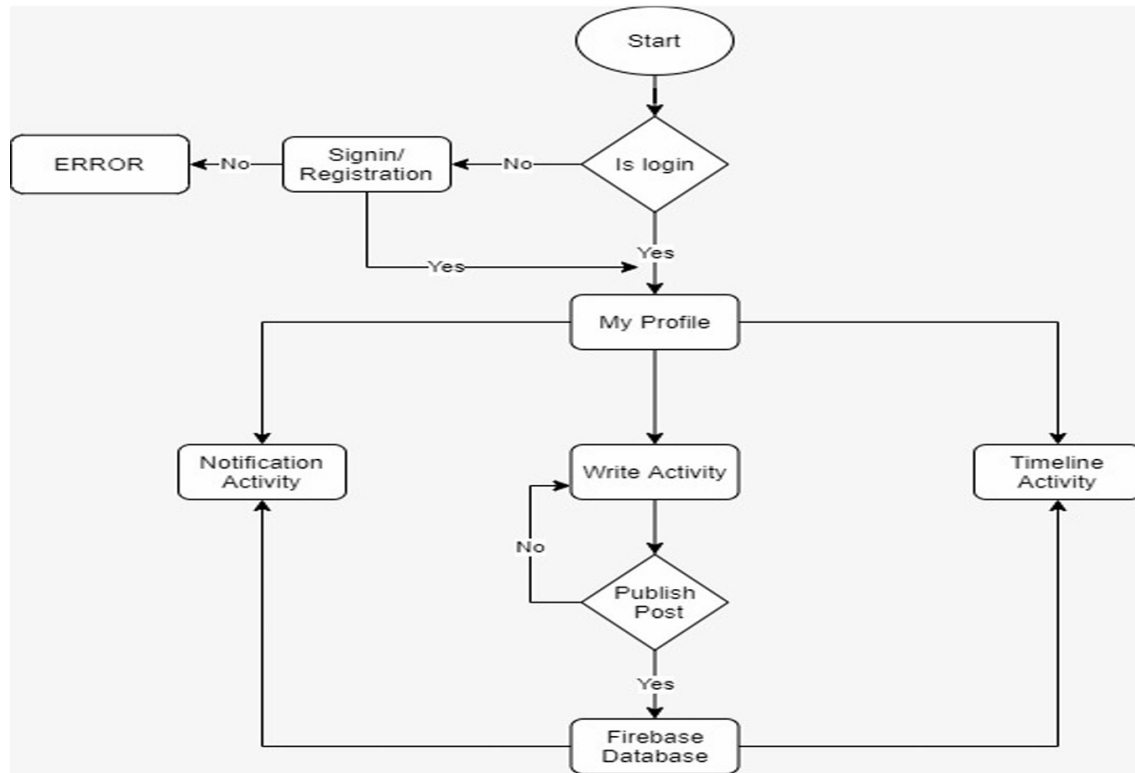 Start
Is login
No
Signin/
Registration
No
ERROR
Yes
Yes
My Profile
Notification
Activity
Write Activity
Timeline
Activity
No
Publish
Post
Yes
Firebase
Database